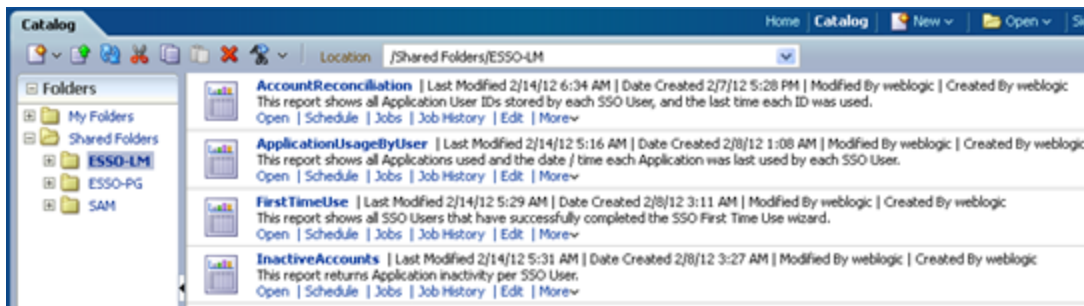 Catalog
Home Catalog New Open
Location /Shared Folders/ESSO-LM
Folders
My Folders
Shared Folders
ESSO-LM
ESSO-PG
SAM
AccountReconciliation | Last Modified 2/14/12 6:34 AM | Date Created 2/7/12 5:28 PM | Modified By weblogic | Created By weblogic
This report shows all Application User IDs stored by each SSO User, and the last time each ID was used.
Open | Schedule | Jobs | Job History | Edit | More
ApplicationUsageByUser | Last Modified 2/14/12 5:16 AM | Date Created 2/8/12 1:08 AM | Modified By weblogic | Created By weblogic
This report shows all Applications used and the date / time each Application was last used by each SSO User.
Open | Schedule | Jobs | Job History | Edit | More
FirstTimeUse | Last Modified 2/14/12 5:29 AM | Date Created 2/8/12 3:11 AM | Modified By weblogic | Created By weblogic
This report shows all SSO Users that have successfully completed the SSO First Time Use wizard.
Open | Schedule | Jobs | Job History | Edit | More
InactiveAccounts | Last Modified 2/14/12 5:31 AM | Date Created 2/8/12 3:27 AM | Modified By weblogic | Created By weblogic
This report returns Application inactivity per SSO User.
Open | Schedule | Jobs | Job History | Edit | More